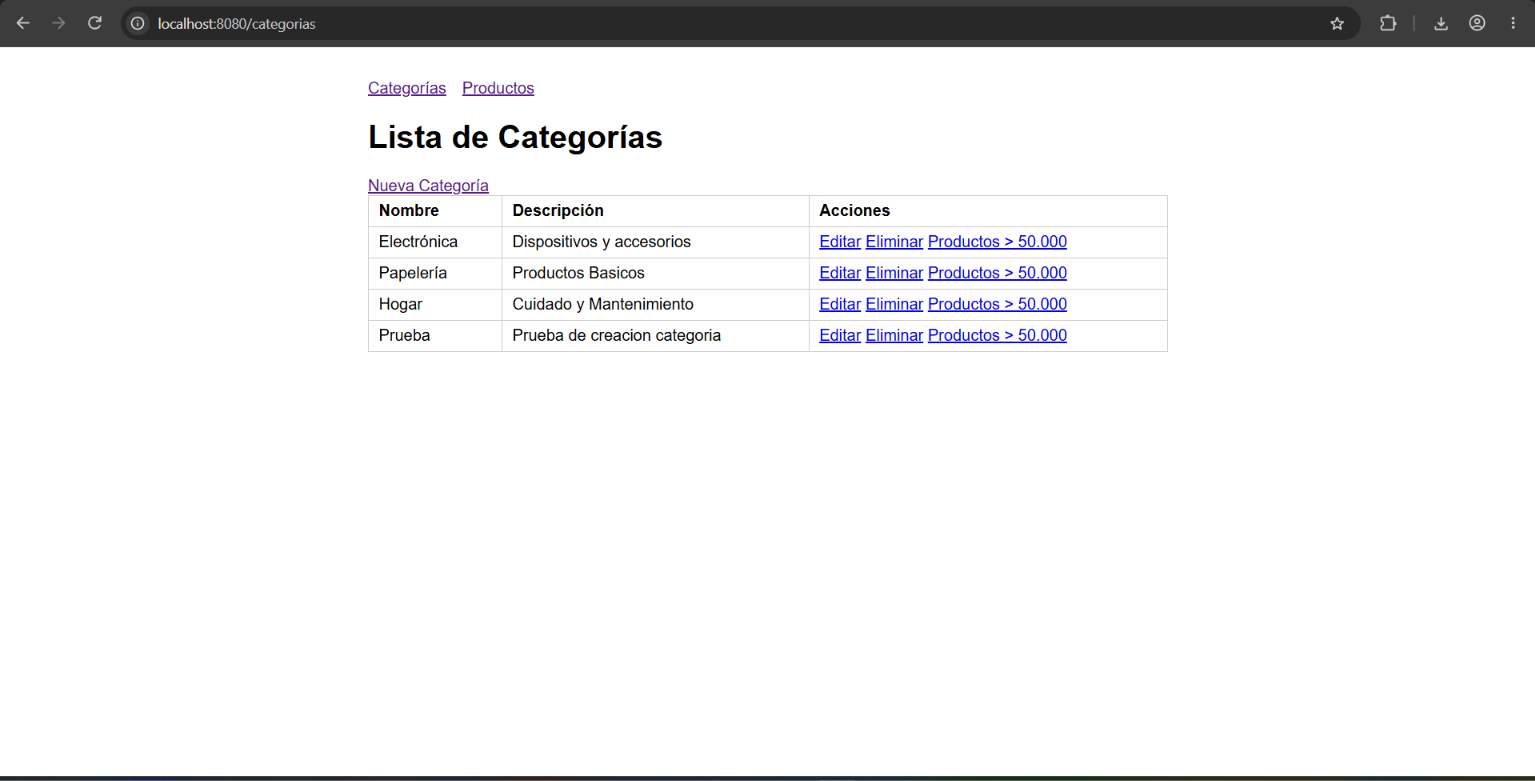 localhost:8080/categorias
Categorías Productos
Lista de Categorías
Nueva Categoría
Nombre Descripción Acciones
Electrónica Dispositivos y accesorios Editar Eliminar Productos > 50.000
Papelería Productos Basicos Editar Eliminar Productos > 50.000
Hogar Cuidado y Mantenimiento Editar Eliminar Productos > 50.000
Prueba Prueba de creacion categoria Editar Eliminar Productos > 50.000